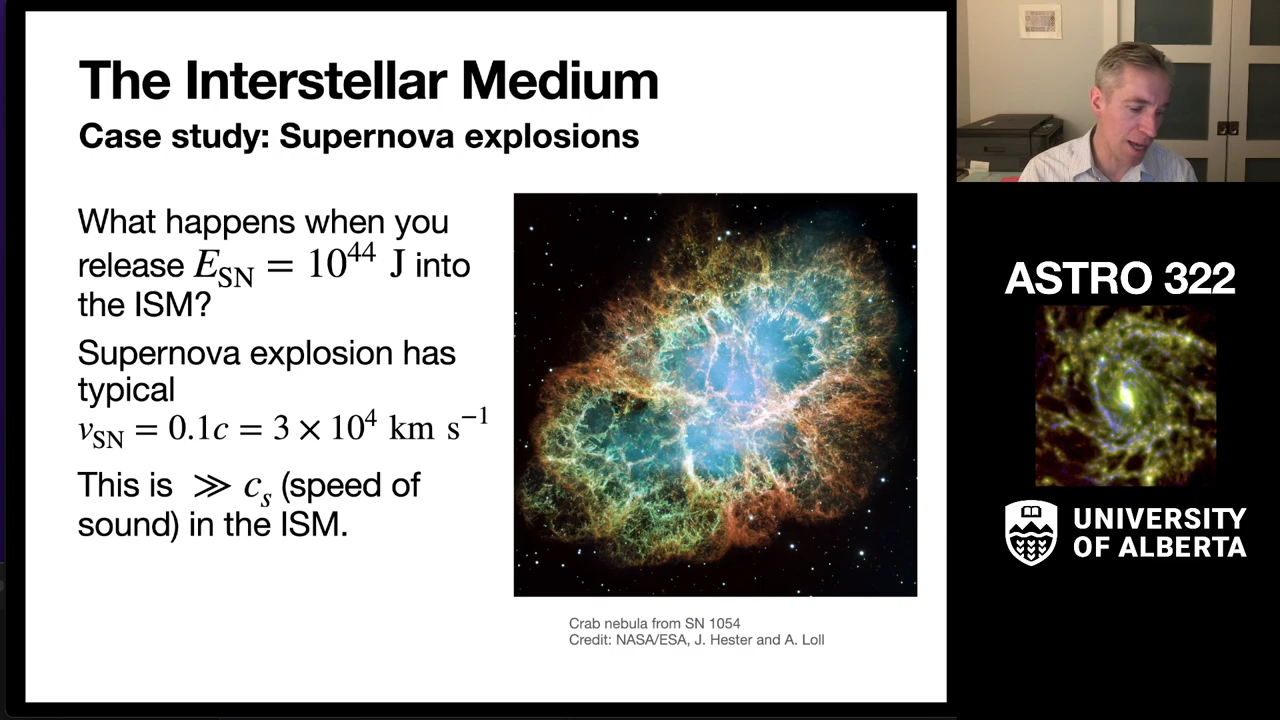 The Interstellar Medium
Case study: Supernova explosions
What happens when you
release E_SN = 10^44 J into
the ISM?
Supernova explosion has
typical
v_SN = 0.1c = 3 × 10^4 km s^−1
This is ≫ c_s (speed of
sound) in the ISM.
Crab nebula from SN 1054
Credit: NASA/ESA, J. Hester and A. Loll
ASTRO 322
UNIVERSITY
OF ALBERTA